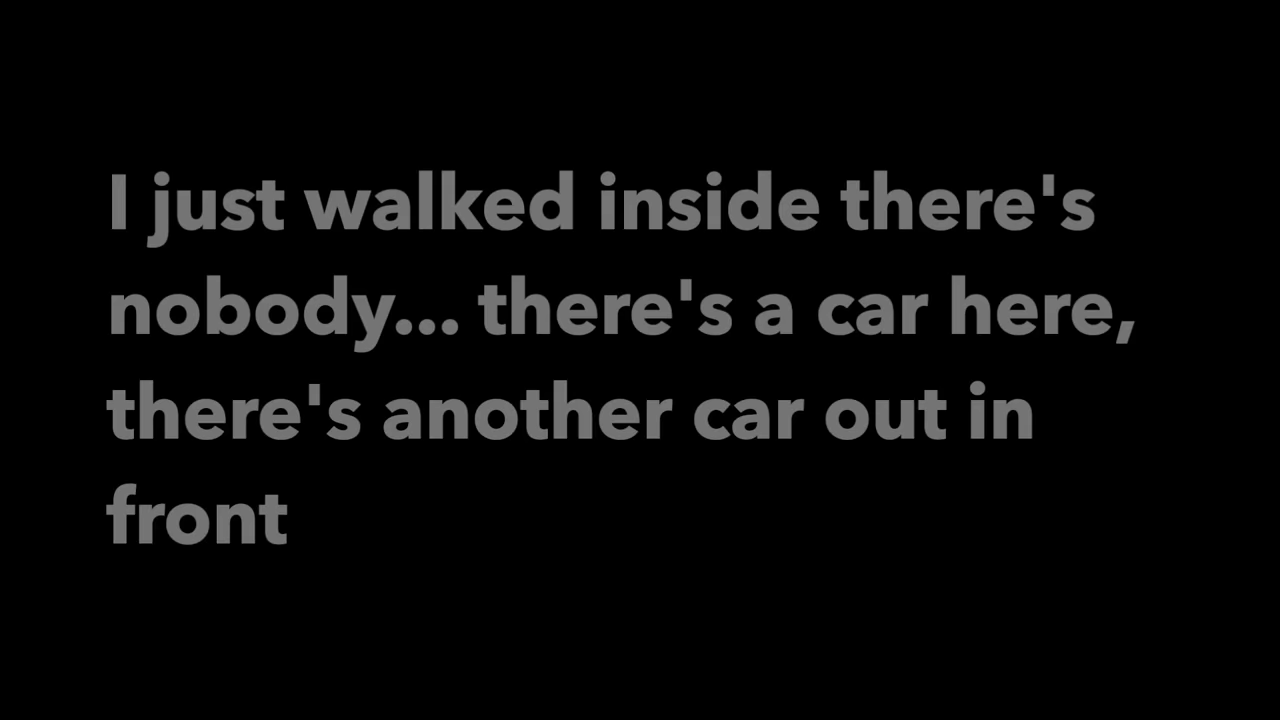 I just walked inside there's
nobody... there's a car here,
there's another car out in
front